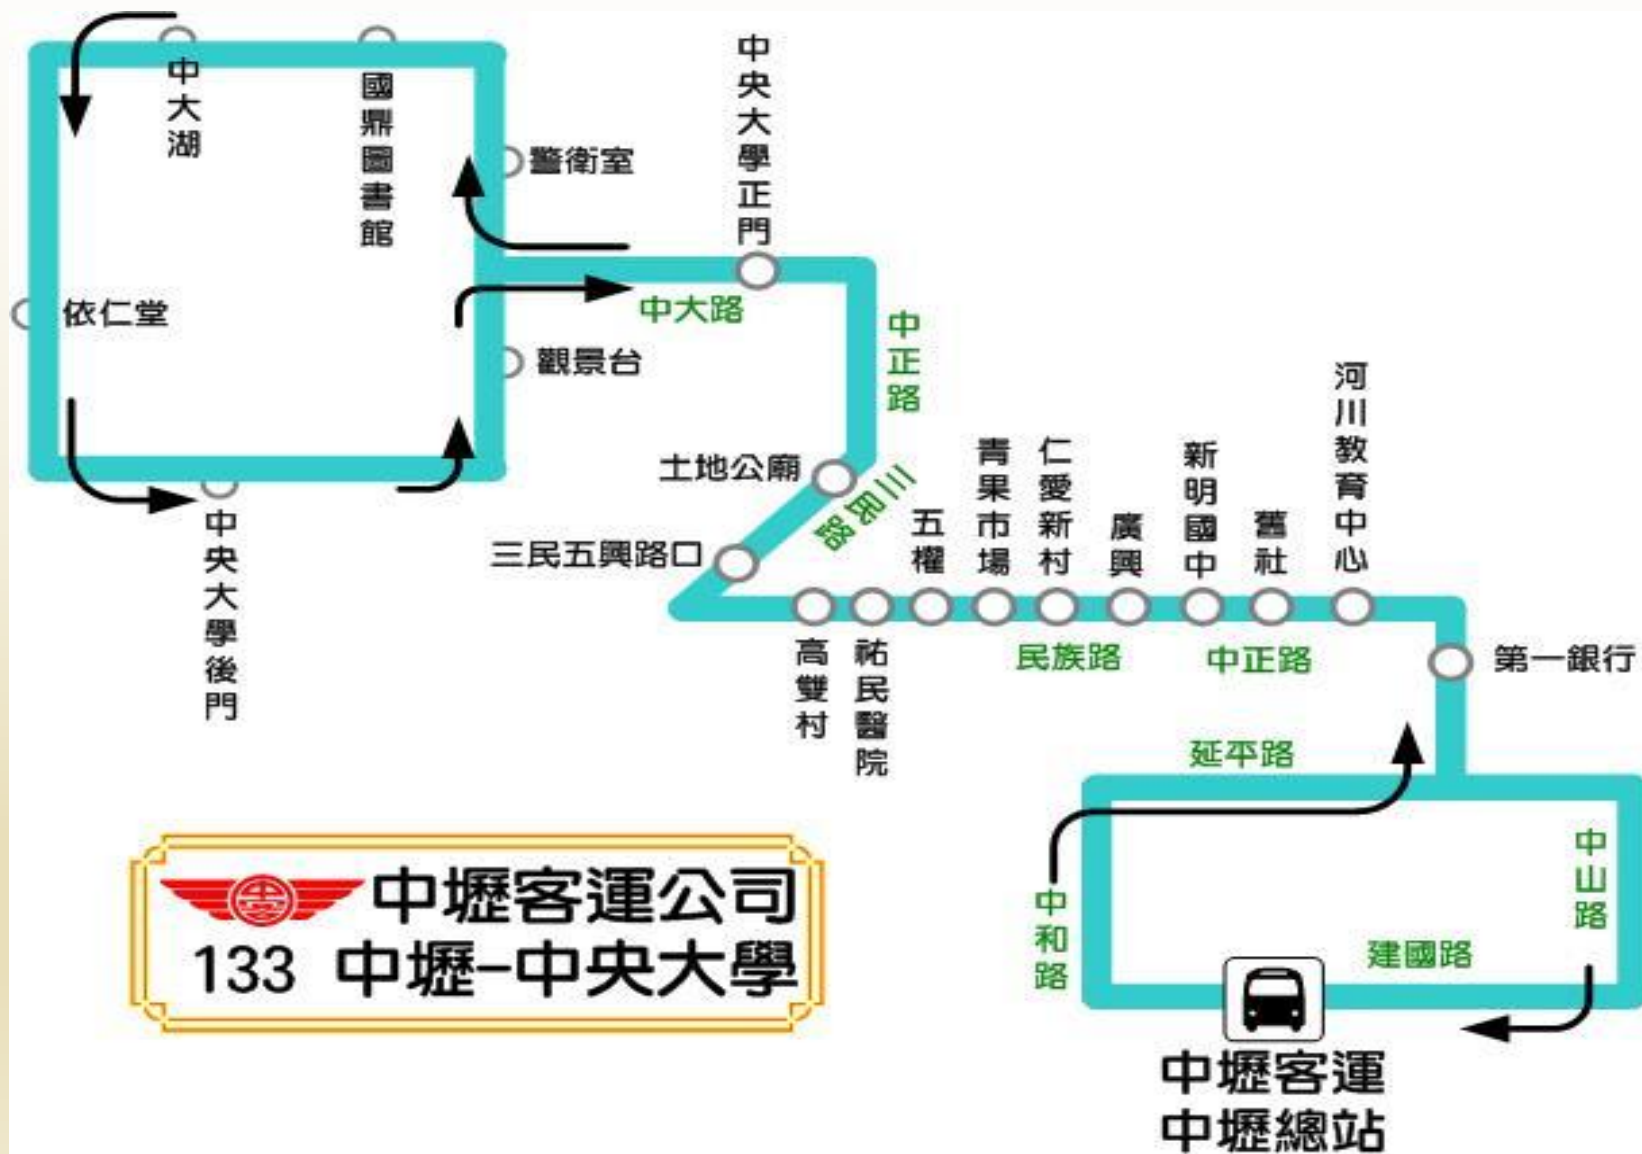 中大湖
國鼎圖書館
中央大學正門
警衛室
依仁堂
中大路
觀景台
中正路
河川教育中心
土地公廟
三民路
青果市場
仁愛新村
新明國中
五權
廣興
舊社
三民五興路口
中央大學後門
高雙村
祐民醫院
民族路
中正路
第一銀行
延平路
中山路
中和路
建國路
中壢客運公司
133 中壢-中央大學
中壢客運
中壢總站